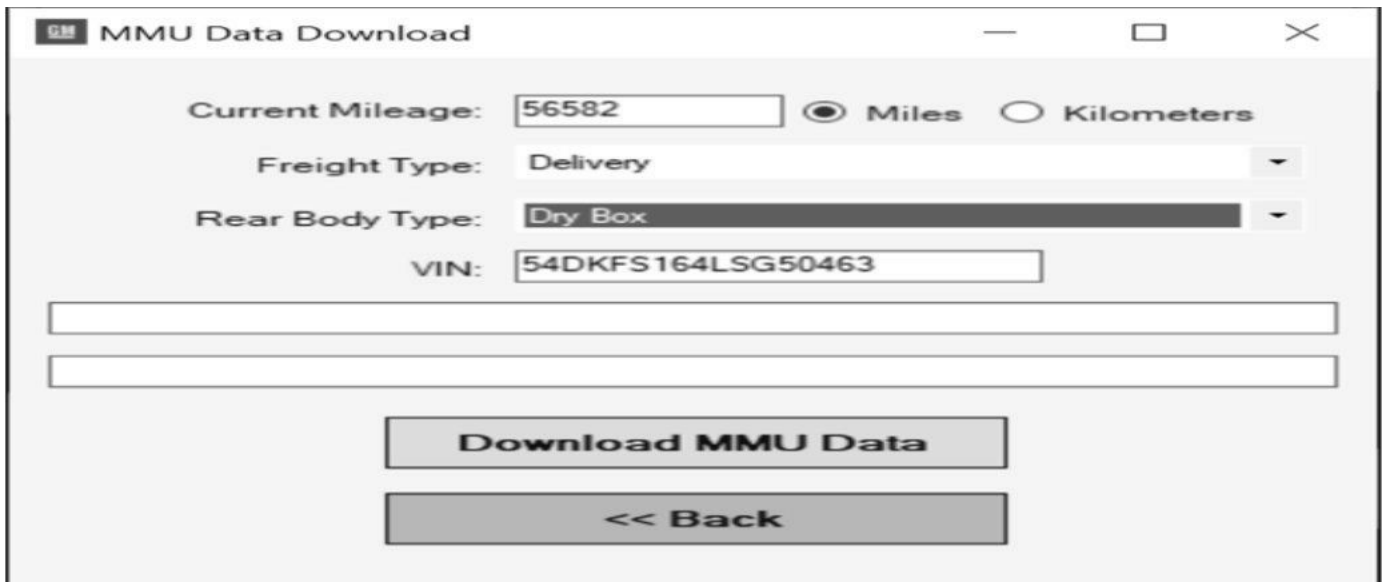 GM MMU Data Download
Current Mileage: 56582 Miles Kilometers
Freight Type: Delivery
Rear Body Type: Dry Box
VIN: 54DKFS164LSG50463
Download MMU Data
<< Back